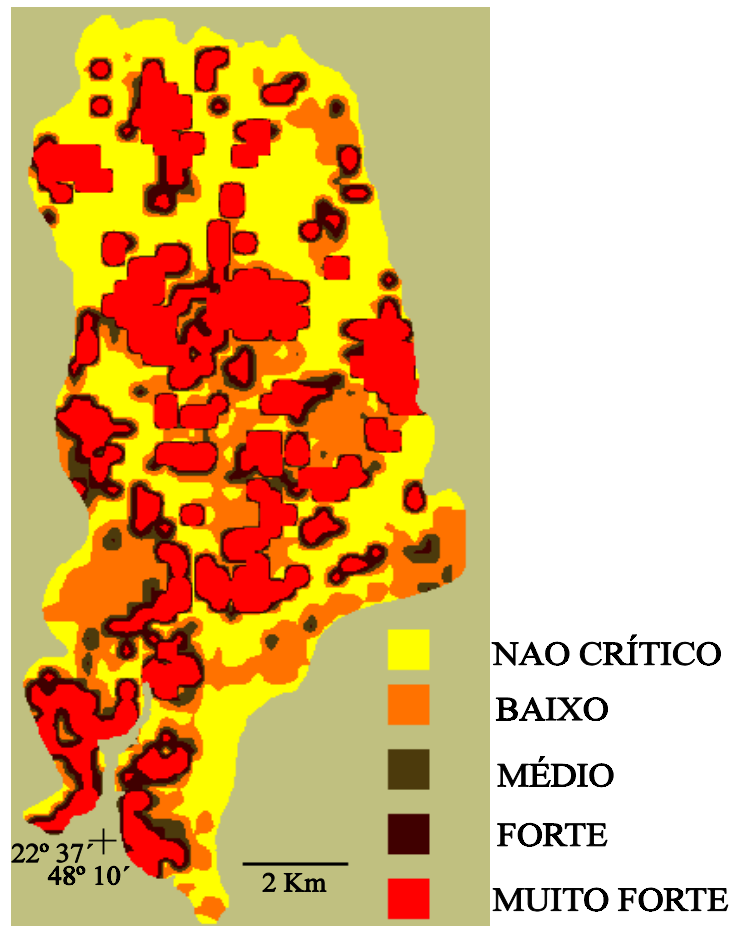 NAO CRÍTICO
BAIXO
MÉDIO
FORTE
MUITO FORTE
22º 37´
48º 10´
2 Km